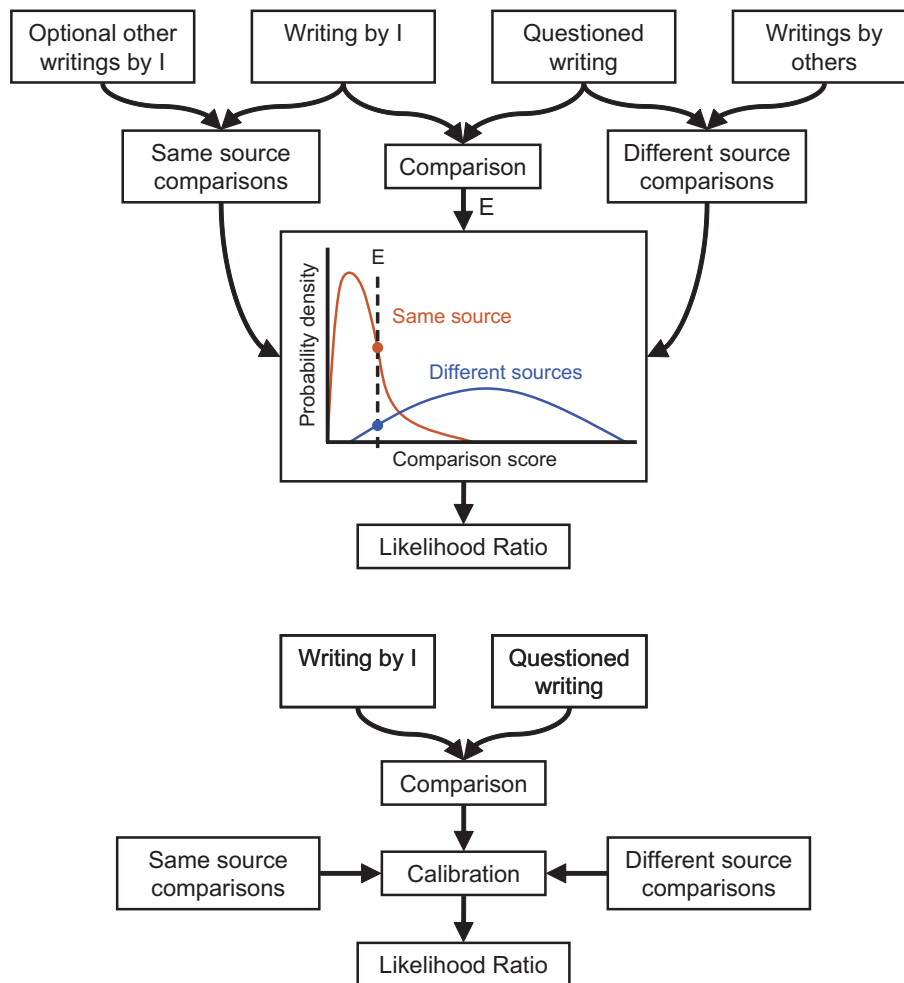 Optional other
writings by I
Writing by I
Questioned
writing
Writings by
others
Same source
comparisons
Comparison
Different source
comparisons
E
E
Probability density
Same source
Different sources
Comparison score
Likelihood Ratio
Writing by I
Questioned
writing
Comparison
Same source
comparisons
Calibration
Different source
comparisons
Likelihood Ratio